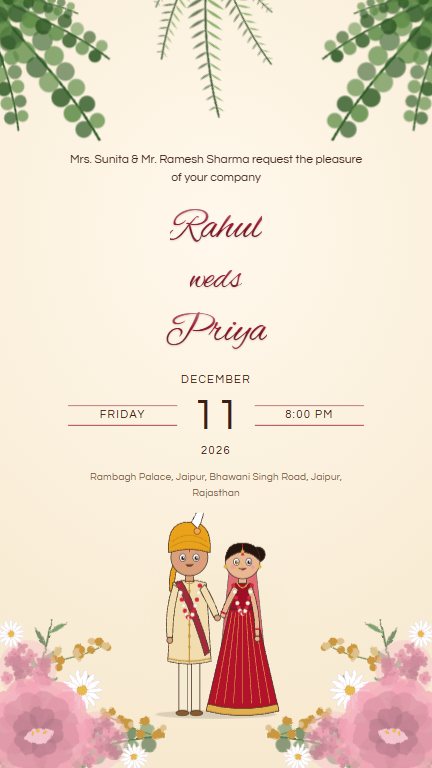 Mrs. Sunita & Mr. Ramesh Sharma request the pleasure
of your company
Rahul
weds
Priya
DECEMBER
FRIDAY 11 8:00 PM
2026
Rambagh Palace, Jaipur, Bhawani Singh Road, Jaipur,
Rajasthan